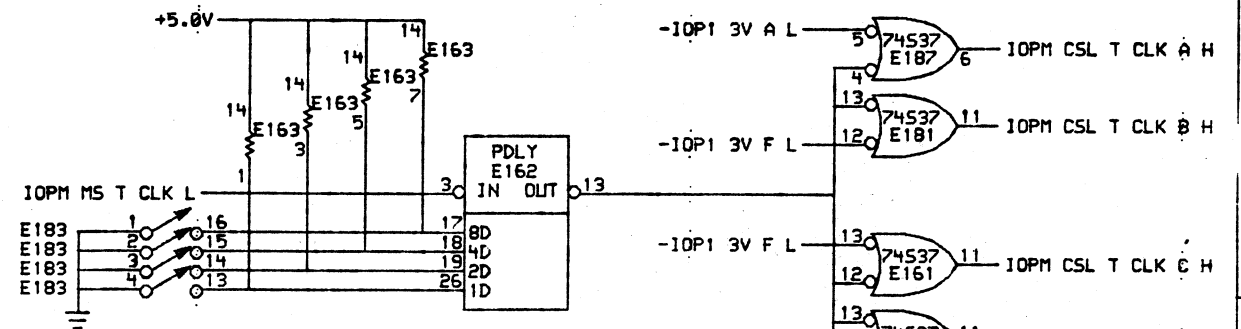 +5.0V
14
E163
14
E163
7
14
E163
5
14
E163
3
1
-IOP1 3V A L
5
4
74S37
E187
6
IOPM CSL T CLK A H
-IOP1 3V F L
13
12
74S37
E181
11
IOPM CSL T CLK B H
IOPM MS T CLK L
3
PDLY
E162
IN OUT
13
E183 1 16 17 8D
E183 2 15 18 4D
E183 3 14 19 2D
E183 4 13 26 1D
-IOP1 3V F L
13
12
74S37
E161
11
IOPM CSL T CLK C H
13